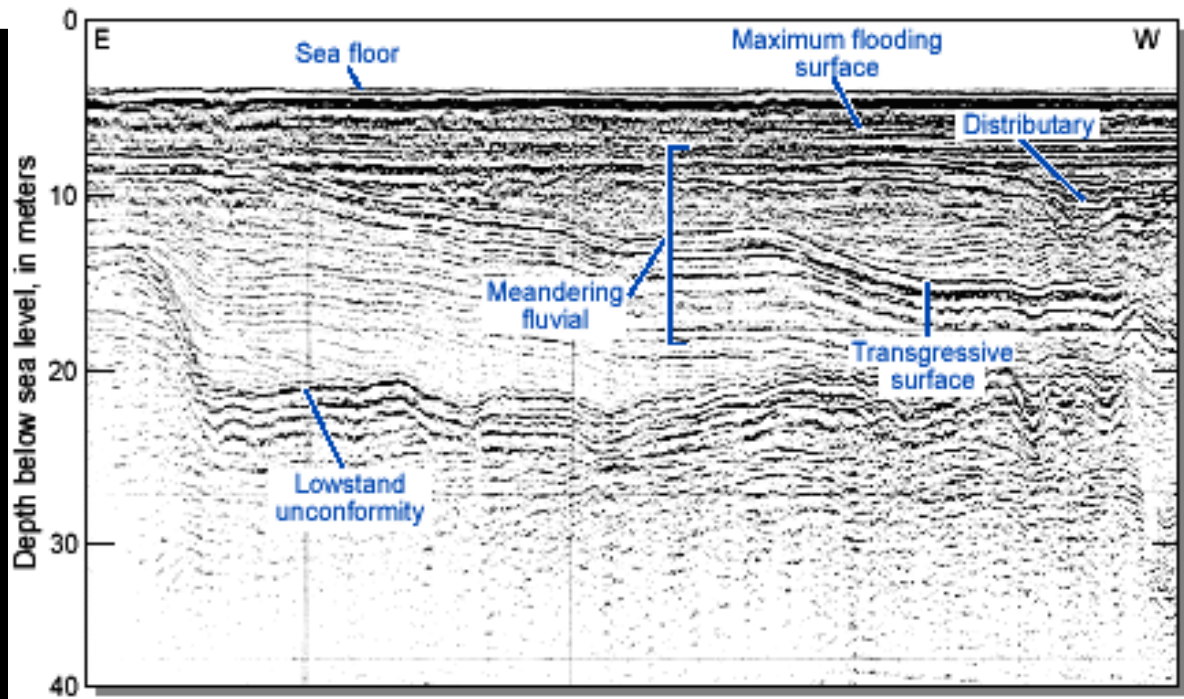 0
E
W
Sea floor
Maximum flooding
surface
Distributary
10
Meandering
fluvial
20
Transgressive
surface
Lowstand
unconformity
30
40
Depth below sea level, in meters